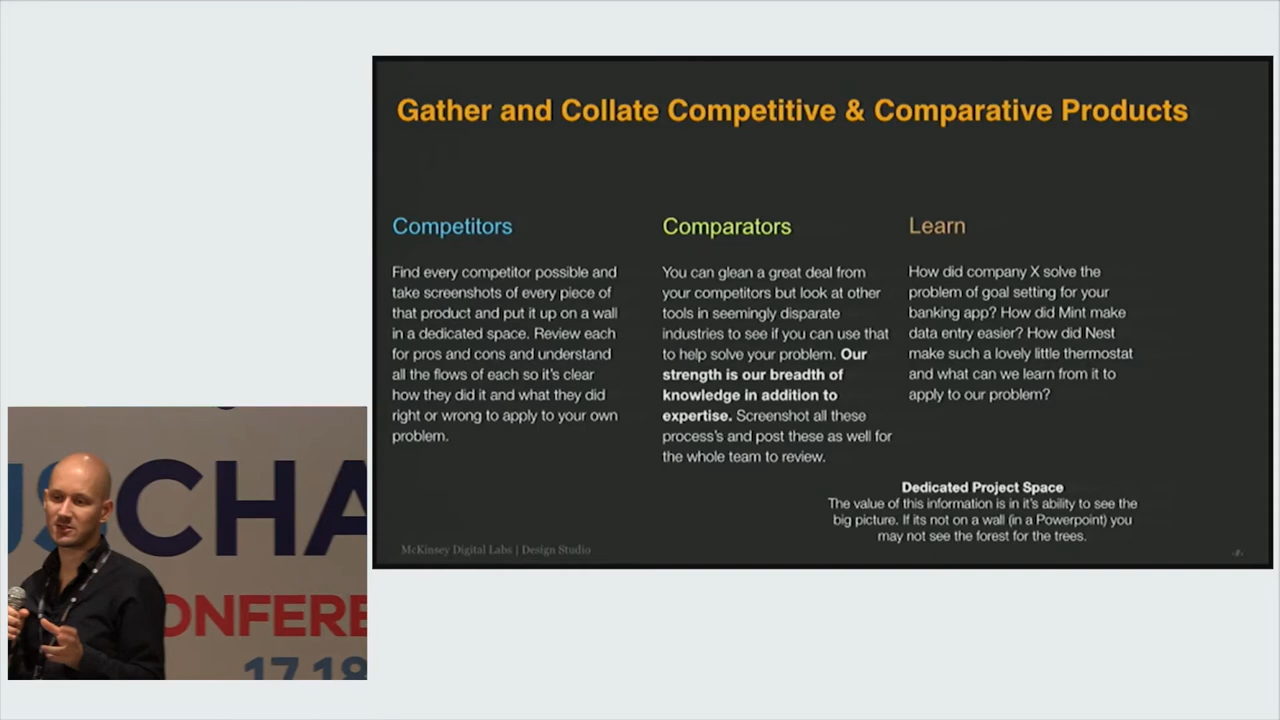 Gather and Collate Competitive & Comparative Products
Competitors
Find every competitor possible and
take screenshots of every piece of
that product and put it up on a wall
in a dedicated space. Review each
for pros and cons and understand
all the flows of each so it's clear
how they did it and what they did
right or wrong to apply to your own
problem.
Comparators
You can glean a great deal from
your competitors but look at other
tools in seemingly disparate
industries to see if you can use that
to help solve your problem. Our
strength is our breadth of
knowledge in addition to
expertise. Screenshot all these
process's and post these as well for
the whole team to review.
Learn
How did company X solve the
problem of goal setting for your
banking app? How did Mint make
data entry easier? How did Nest
make such a lovely little thermostat
and what can we learn from it to
apply to our problem?
Dedicated Project Space
The value of this information is in it's ability to see the
big picture. If its not on a wall (in a Powerpoint) you
may not see the forest for the trees.
McKinsey Digital Labs | Design Studio
USCHA
ONFERE
17.18